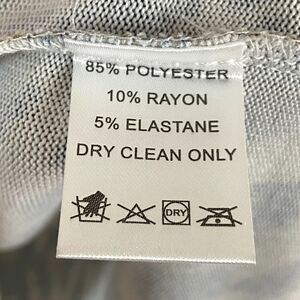 85% POLYESTER
10% RAYON
5% ELASTANE
DRY CLEAN ONLY
DRY